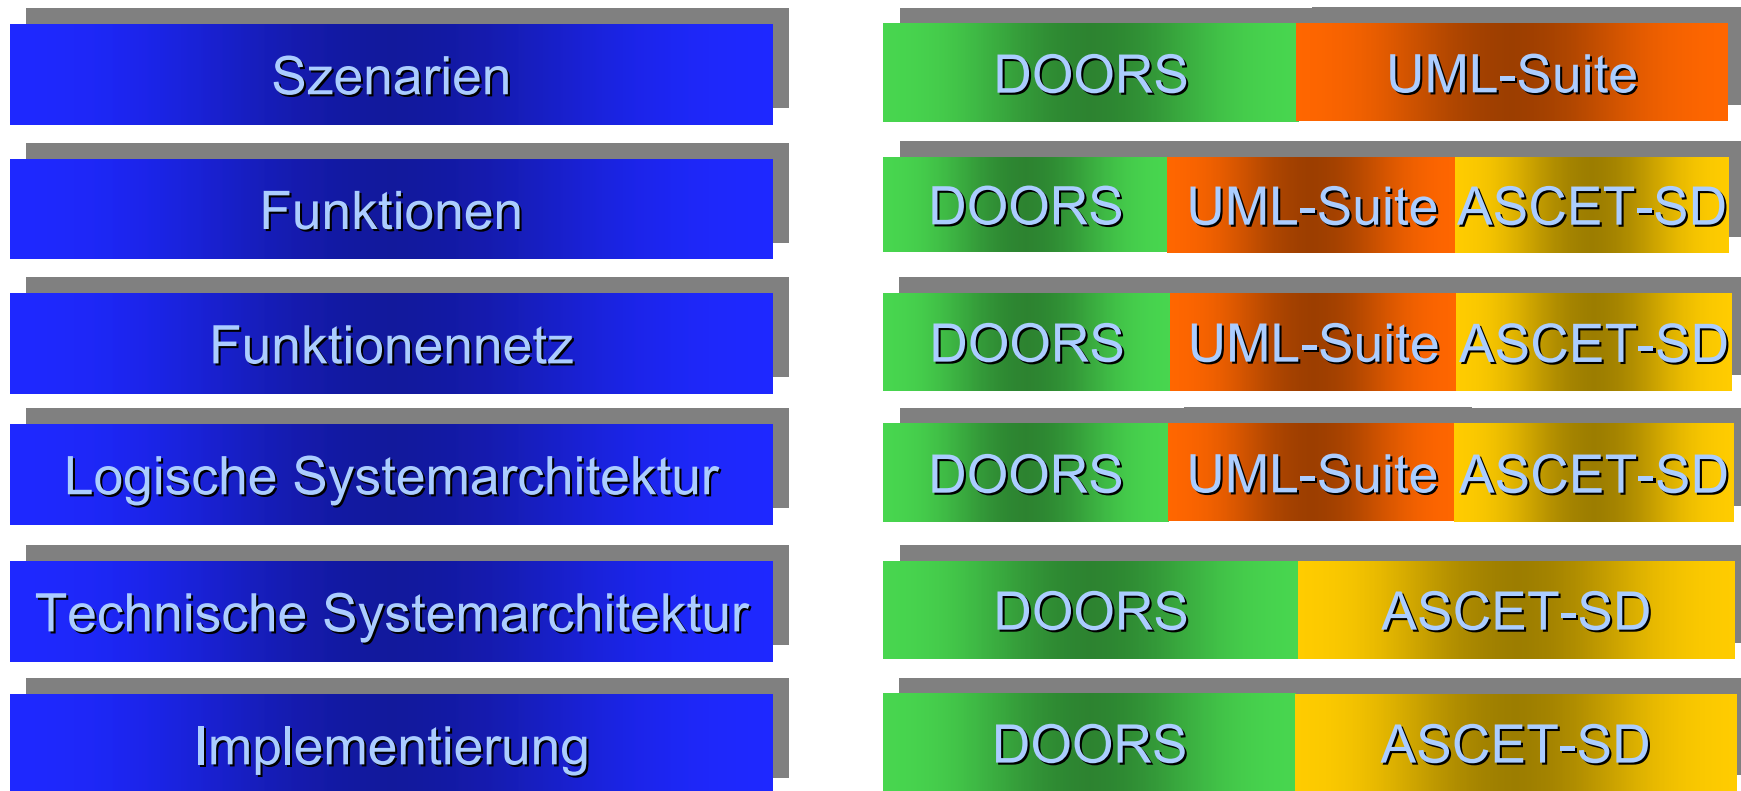 Szenarien DOORS UML-Suite
Funktionen DOORS UML-Suite ASCET-SD
Funktionennetz DOORS UML-Suite ASCET-SD
Logische Systemarchitektur DOORS UML-Suite ASCET-SD
Technische Systemarchitektur DOORS ASCET-SD
Implementierung DOORS ASCET-SD